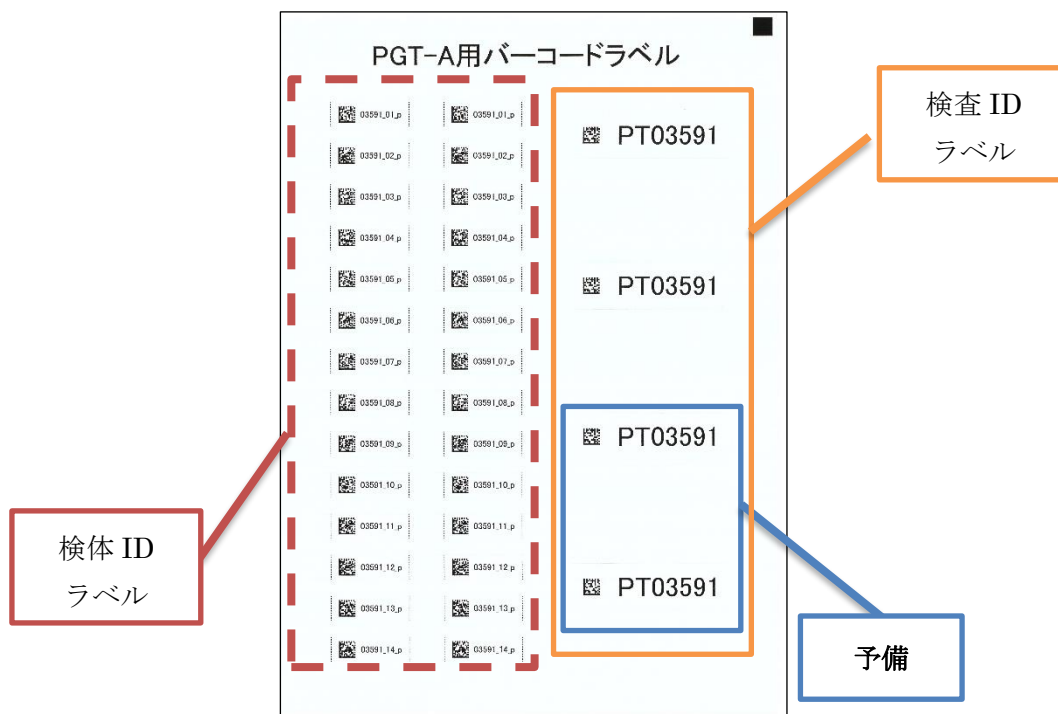 PGT-A用バーコードラベル
03591_01_p 03591_01_p
03591_02_p 03591_02_p
03591_03_p 03591_03_p
03591_04_p 03591_04_p
03591_05_p 03591_05_p
03591_06_p 03591_06_p
03591_07_p 03591_07_p
03591_08_p 03591_08_p
03591_09_p 03591_09_p
03591_10_p 03591_10_p
03591_11_p 03591_11_p
03591_12_p 03591_12_p
03591_13_p 03591_13_p
03591_14_p 03591_14_p
PT03591
PT03591
PT03591
PT03591
検査 ID
ラベル
検体 ID
ラベル
予備